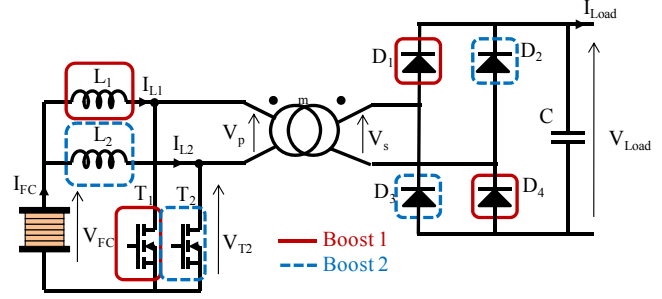 I_Load
D_1
D_2
L_1
I_L1
m
L_2
I_L2
V_p
V_s
C
V_Load
I_FC
T_1
T_2
D_3
D_4
V_FC
V_T2
Boost 1
Boost 2